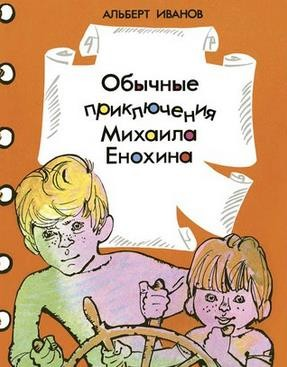 АЛЬБЕРТ ИВАНОВ
Обычные
приключения
Михаила
Енохина